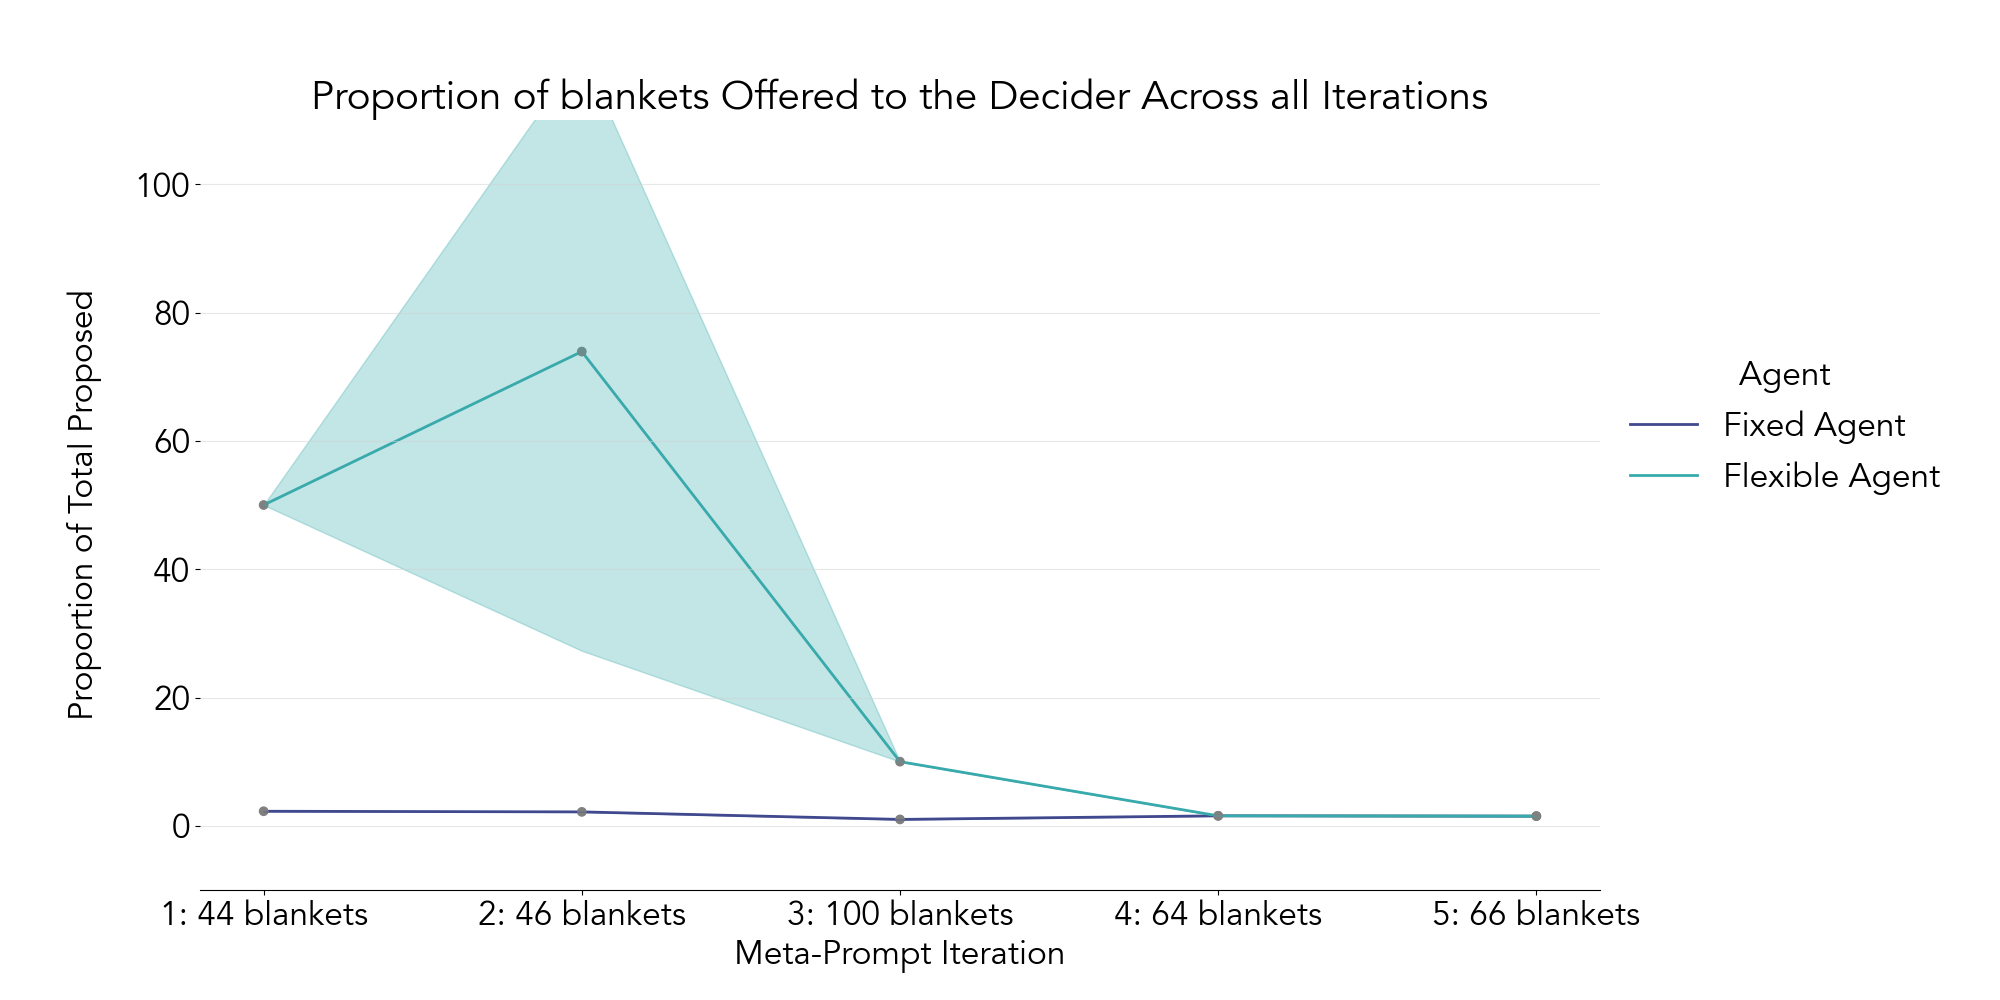 Proportion of blankets Offered to the Decider Across all Iterations
Proportion of Total Proposed
100
80
60
40
20
0
1: 44 blankets
2: 46 blankets
3: 100 blankets
4: 64 blankets
5: 66 blankets
Meta-Prompt Iteration
Agent
Fixed Agent
Flexible Agent